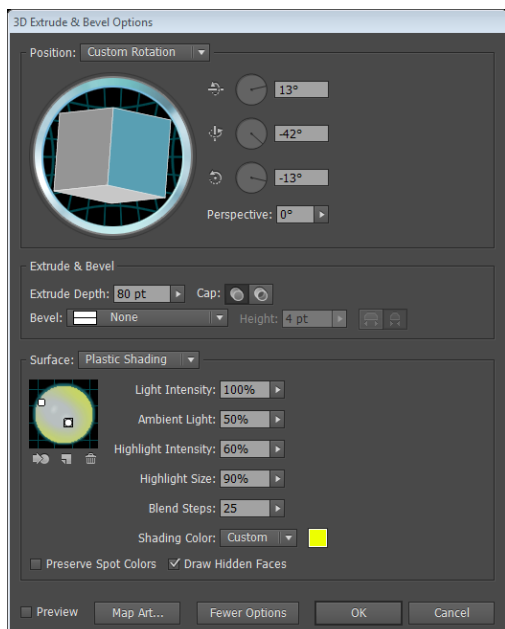 3D Extrude & Bevel Options
Position: Custom Rotation
13°
-42°
-13°
Perspective: 0°
Extrude & Bevel
Extrude Depth: 80 pt Cap:
Bevel: None Height: 4 pt
Surface: Plastic Shading
Light Intensity: 100%
Ambient Light: 50%
Highlight Intensity: 60%
Highlight Size: 90%
Blend Steps: 25
Shading Color: Custom
Preserve Spot Colors Draw Hidden Faces
Preview Map Art... Fewer Options OK Cancel